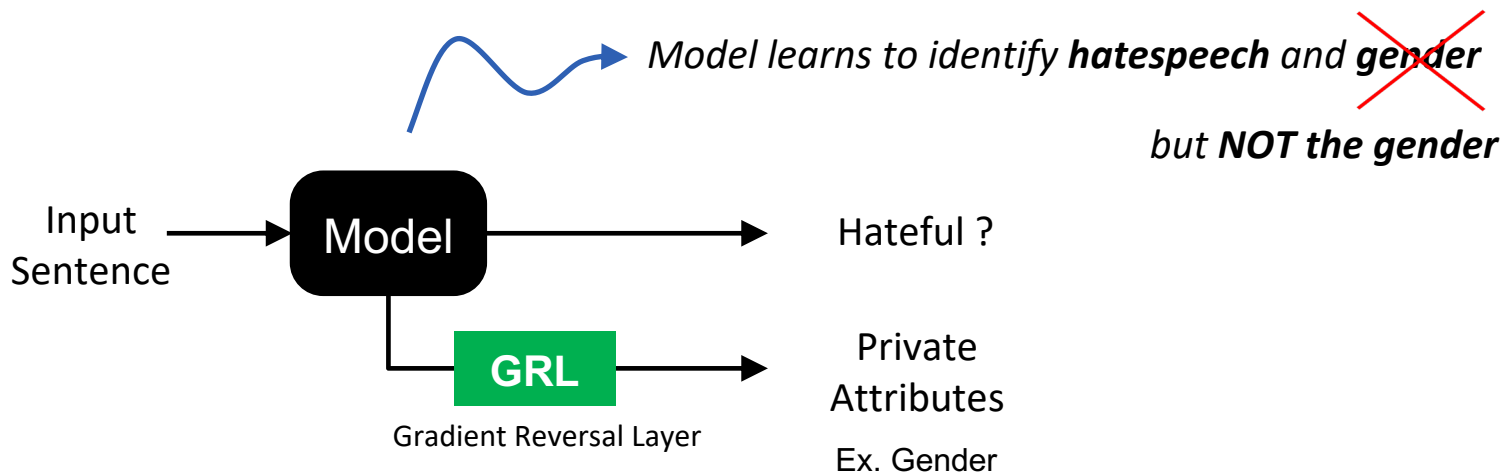 Model learns to identify hatespeech and gender
but NOT the gender
Input
Sentence
Model
Hateful ?
GRL
Gradient Reversal Layer
Private
Attributes
Ex. Gender